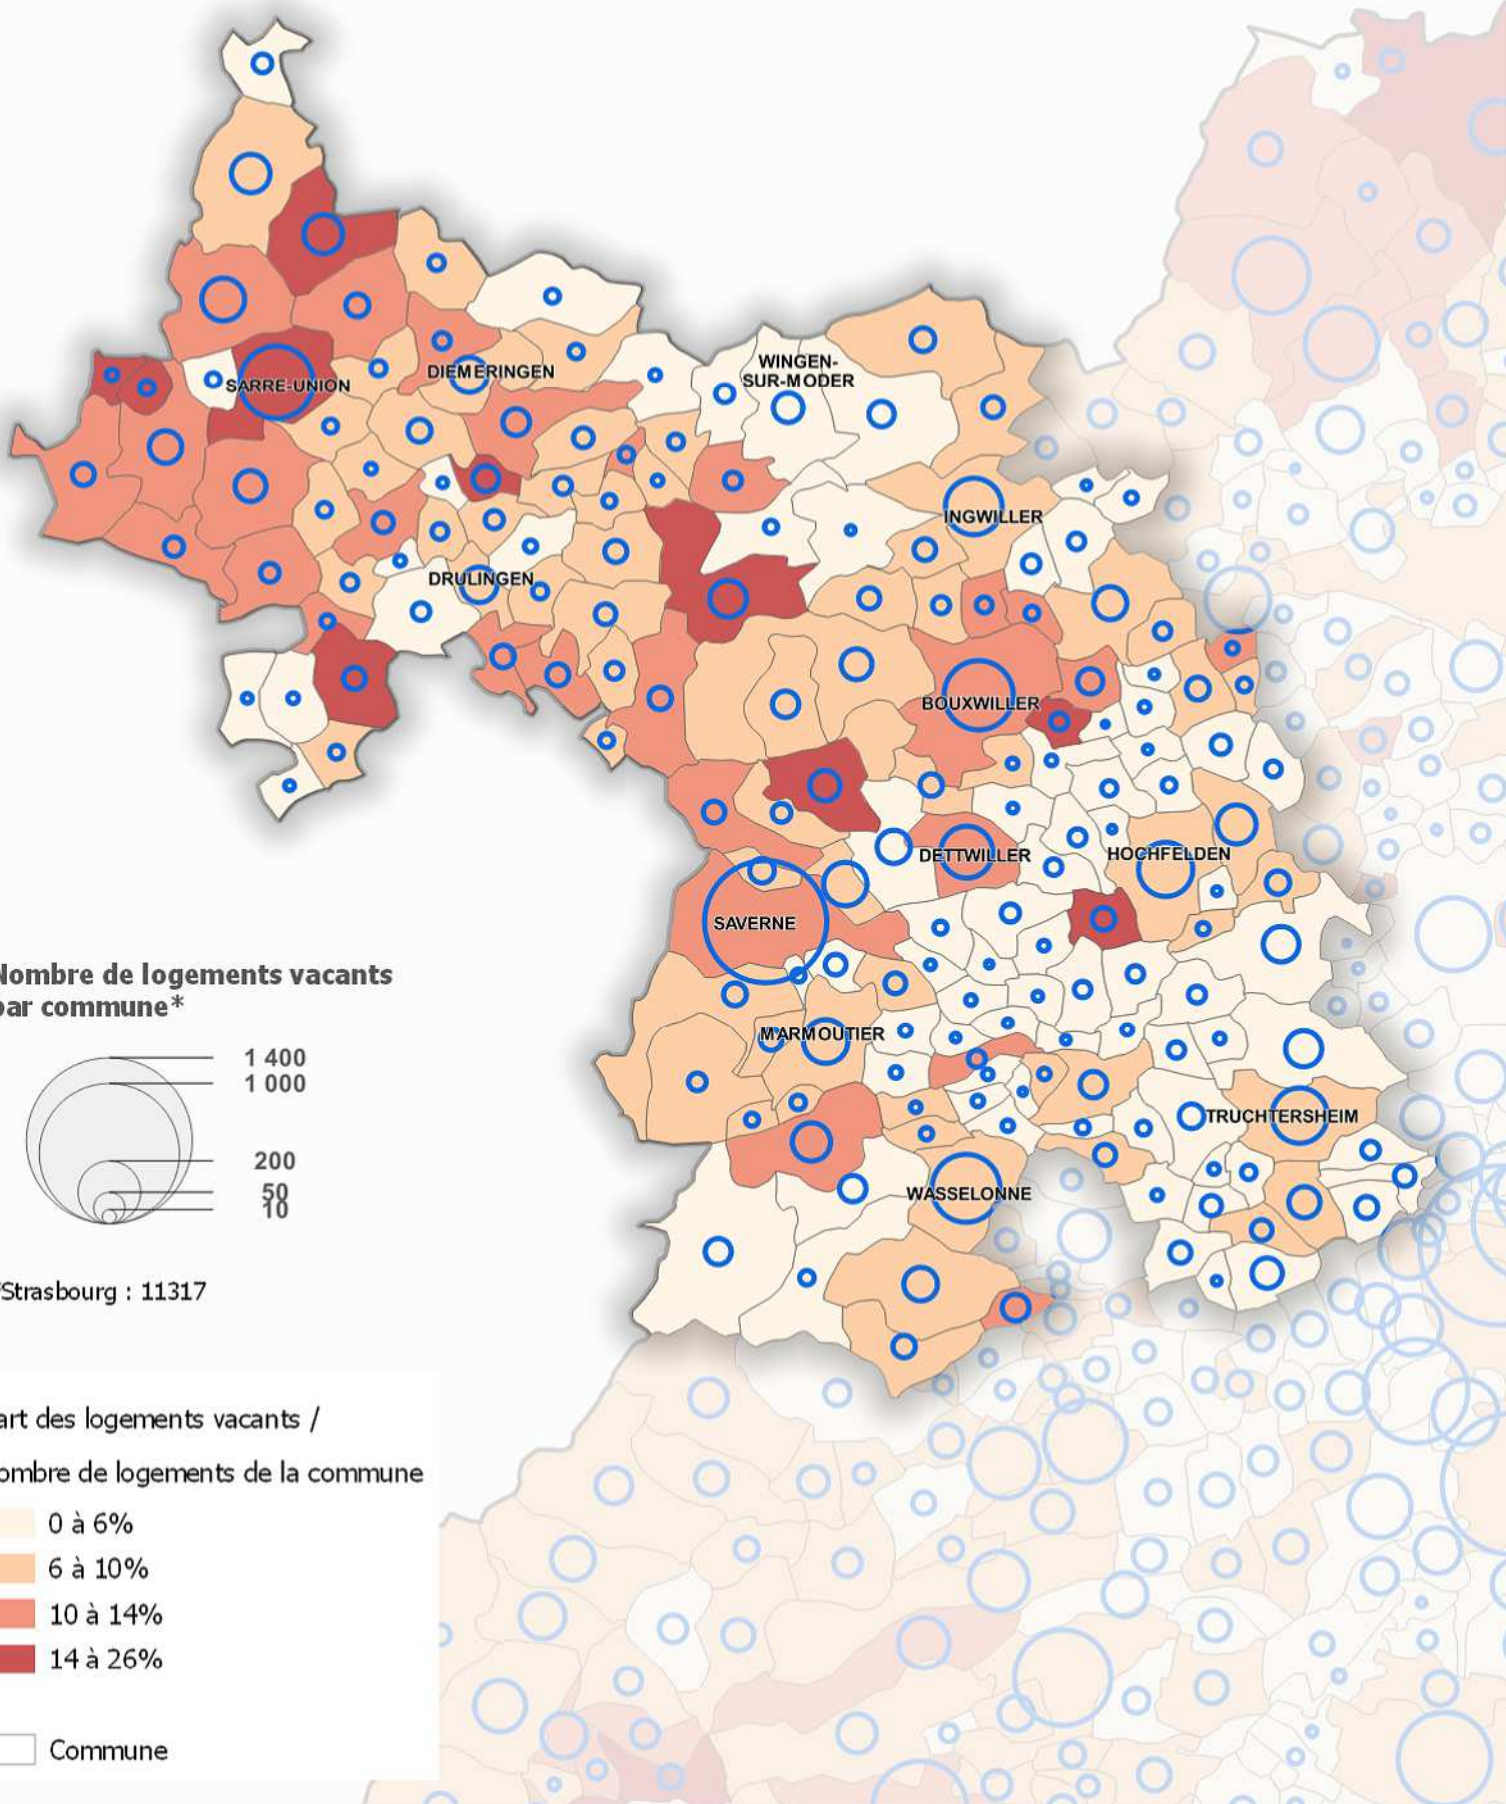 WINGEN-
SUR-MODER
DIEMERINGEN
SARRE-UNION
INGWILLER
DRULINGEN
BOUXWILLER
DETTWILLER
HOCHFELDEN
SAVERNE
MARMOUTIER
TRUCHTERSHEIM
WASSELONNE
Nombre de logements vacants
par commune*
1 400
1 000
200
50
10
*Strasbourg : 11317
art des logements vacants /
ombre de logements de la commune
0 à 6%
6 à 10%
10 à 14%
14 à 26%
Commune